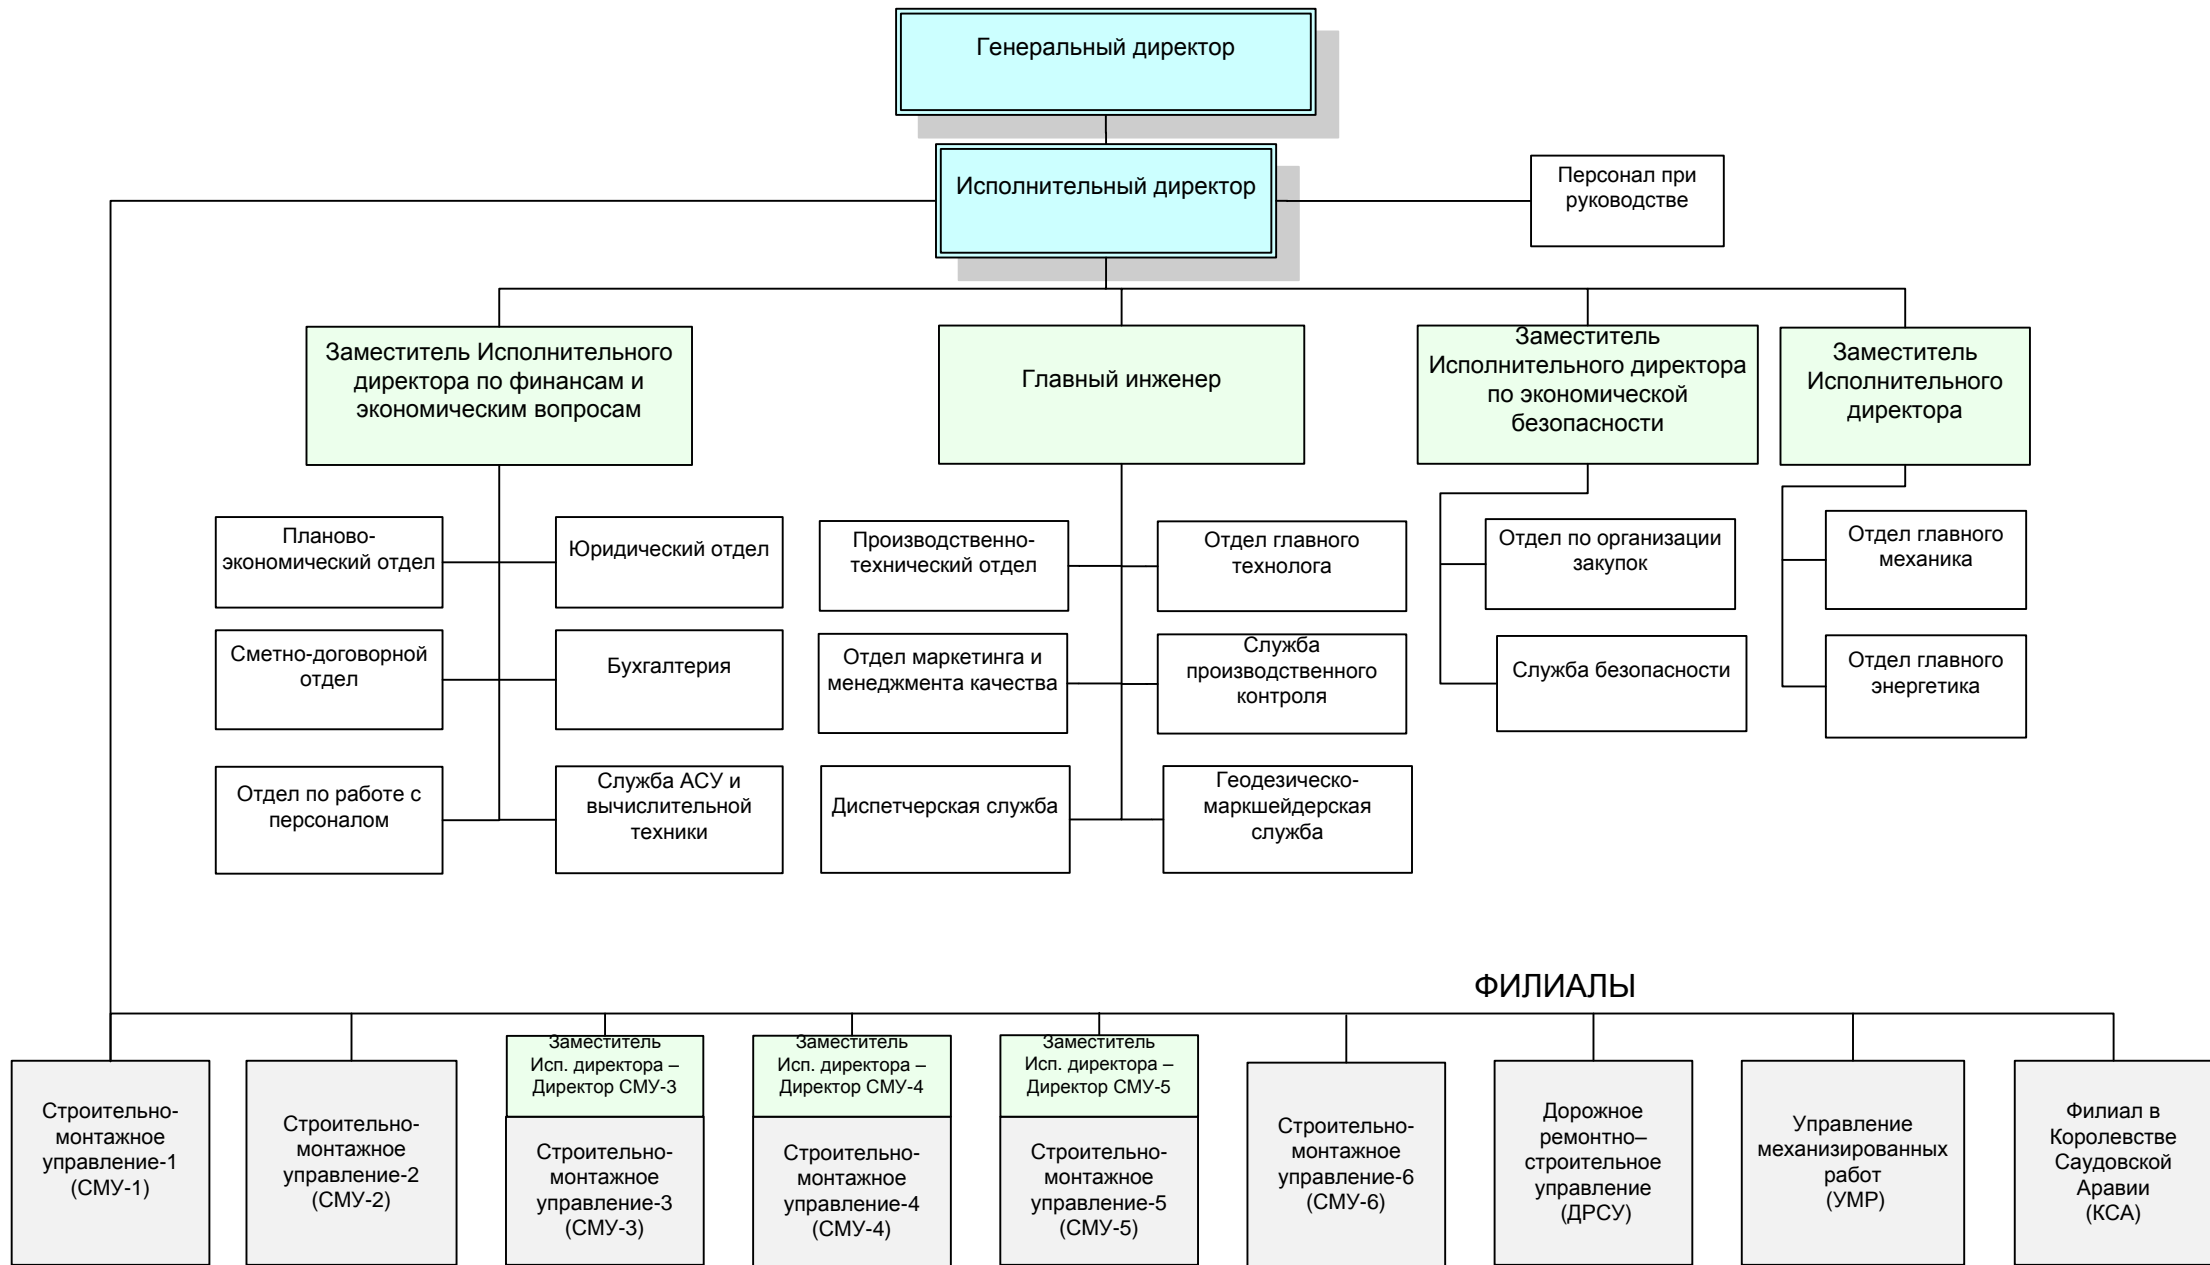 Генеральный директор
Исполнительный директор
Персонал при
руководстве
Заместитель Исполнительного
директора по финансам и
экономическим вопросам
Главный инженер
Заместитель
Исполнительного директора
по экономической
безопасности
Заместитель
Исполнительного
директора
Планово-
экономический отдел
Юридический отдел
Производственно-
технический отдел
Отдел главного
технолога
Отдел по организации
закупок
Отдел главного
механика
Сметно-договорной
отдел
Бухгалтерия
Отдел маркетинга и
менеджмента качества
Служба
производственного
контроля
Служба безопасности
Отдел главного
энергетика
Отдел по работе с
персоналом
Служба АСУ и
вычислительной
техники
Диспетчерская служба
Геодезическо-
маркшейдерская
служба
ФИЛИАЛЫ
Строительно-
монтажное
управление-1
(СМУ-1)
Строительно-
монтажное
управление-2
(СМУ-2)
Заместитель
Исп. директора –
Директор СМУ-3
Строительно-
монтажное
управление-3
(СМУ-3)
Заместитель
Исп. директора –
Директор СМУ-4
Строительно-
монтажное
управление-4
(СМУ-4)
Заместитель
Исп. директора –
Директор СМУ-5
Строительно-
монтажное
управление-5
(СМУ-5)
Строительно-
монтажное
управление-6
(СМУ-6)
Дорожное
ремонтно–
строительное
управление
(ДРСУ)
Управление
механизированных
работ
(УМР)
Филиал в
Королевстве
Саудовской
Аравии
(КСА)